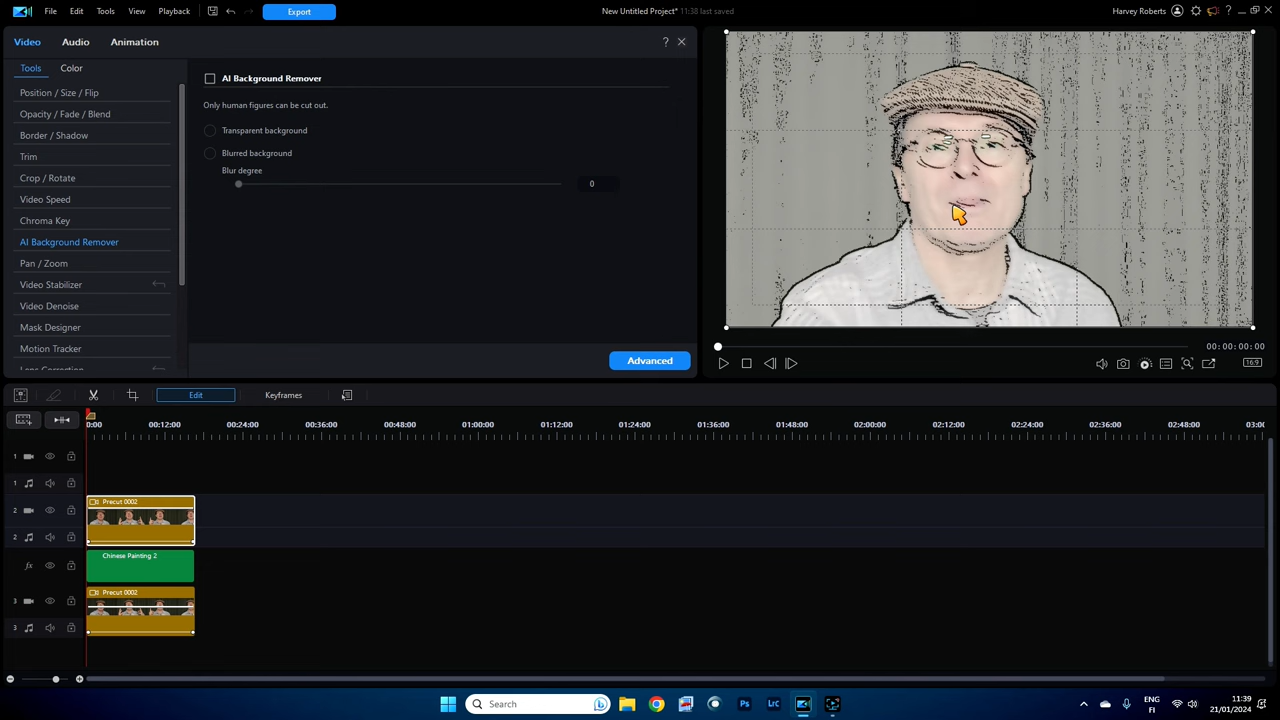 File Edit Tools View Playback Export New Untitled Project* 11:38 last saved Harvey Roberts ?
Video Audio Animation ?
Tools Color
Position / Size / Flip
Opacity / Fade / Blend
Border / Shadow
Trim
Crop / Rotate
Video Speed
Chroma Key
AI Background Remover
Pan / Zoom
Video Stabilizer
Video Denoise
Mask Designer
Motion Tracker
AI Background Remover
Only human figures can be cut out.
Transparent background
Blurred background
Blur degree
0
Advanced
00:00:00:00
16:9
Edit Keyframes
0:00 00:12:00 00:24:00 00:36:00 00:48:00 01:00:00 01:12:00 01:24:00 01:36:00 01:48:00 02:00:00 02:12:00 02:24:00 02:36:00 02:48:00 03:00
1
1
2 Precut 0002
2
fx Chinese Painting 2
3 Precut 0002
3
Search Ps Lrc ENG FI 11:39 21/01/2024